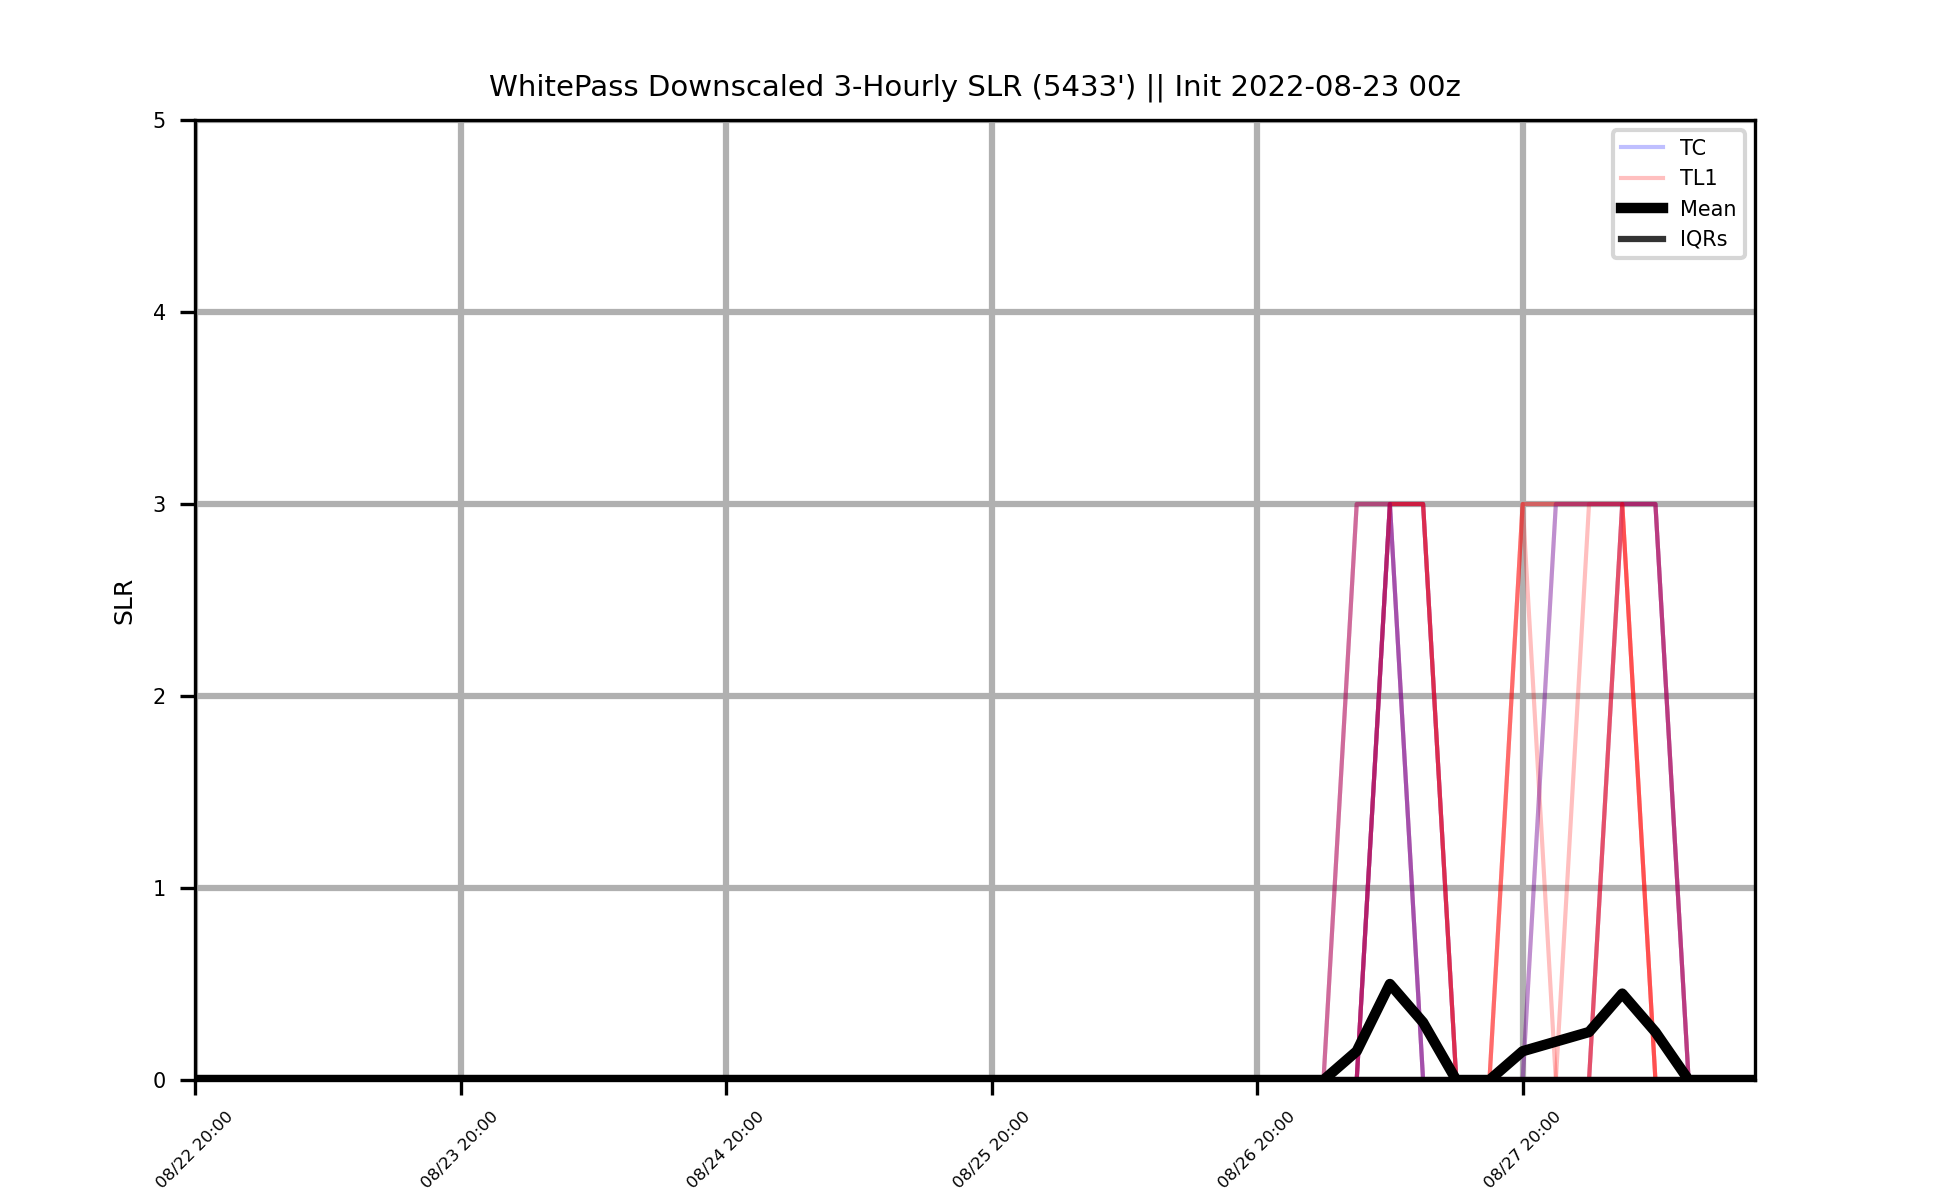 WhitePass Downscaled 3-Hourly SLR (5433') || Init 2022-08-23 00z
TC
TL1
Mean
IQRs
SLR
5
4
3
2
1
0
08/22 20:00
08/23 20:00
08/24 20:00
08/25 20:00
08/26 20:00
08/27 20:00